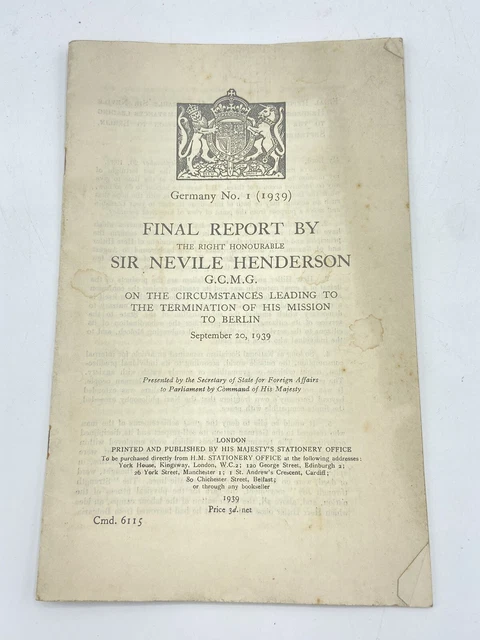 Germany No. 1 (1939)
FINAL REPORT BY
THE RIGHT HONOURABLE
SIR NEVILE HENDERSON
G.C.M.G.
ON THE CIRCUMSTANCES LEADING TO
THE TERMINATION OF HIS MISSION
TO BERLIN
September 20, 1939
Presented by the Secretary of State for Foreign Affairs
to Parliament by Command of His Majesty
LONDON
PRINTED AND PUBLISHED BY HIS MAJESTY'S STATIONERY OFFICE
To be purchased directly from H.M. STATIONERY OFFICE at the following addresses:
York House, Kingsway, London, W.C.2; 120 George Street, Edinburgh 2;
26 York Street, Manchester 1; 1 St. Andrew's Crescent, Cardiff;
80 Chichester Street, Belfast;
or through any bookseller
1939
Price 3d. net
Cmd. 6115